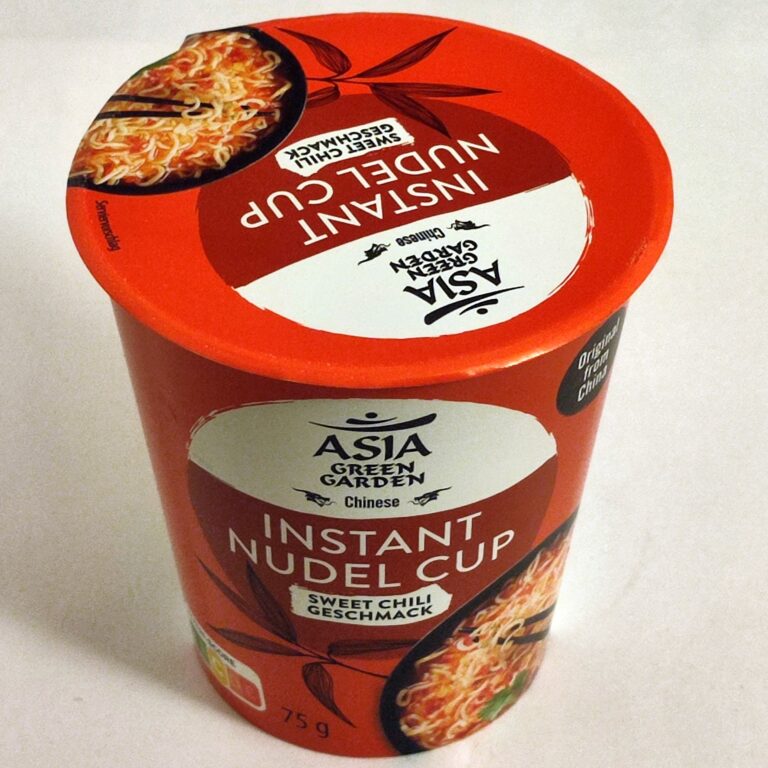 SWEET CHILI
GESCHMACK
INSTANT
NUDEL CUP
Chinese
ASIA
GREEN
GARDEN
Serviervorschlag
Original
from
China
ASIA
GREEN
GARDEN
Chinese
INSTANT
NUDEL CUP
SWEET CHILI
GESCHMACK
75 g